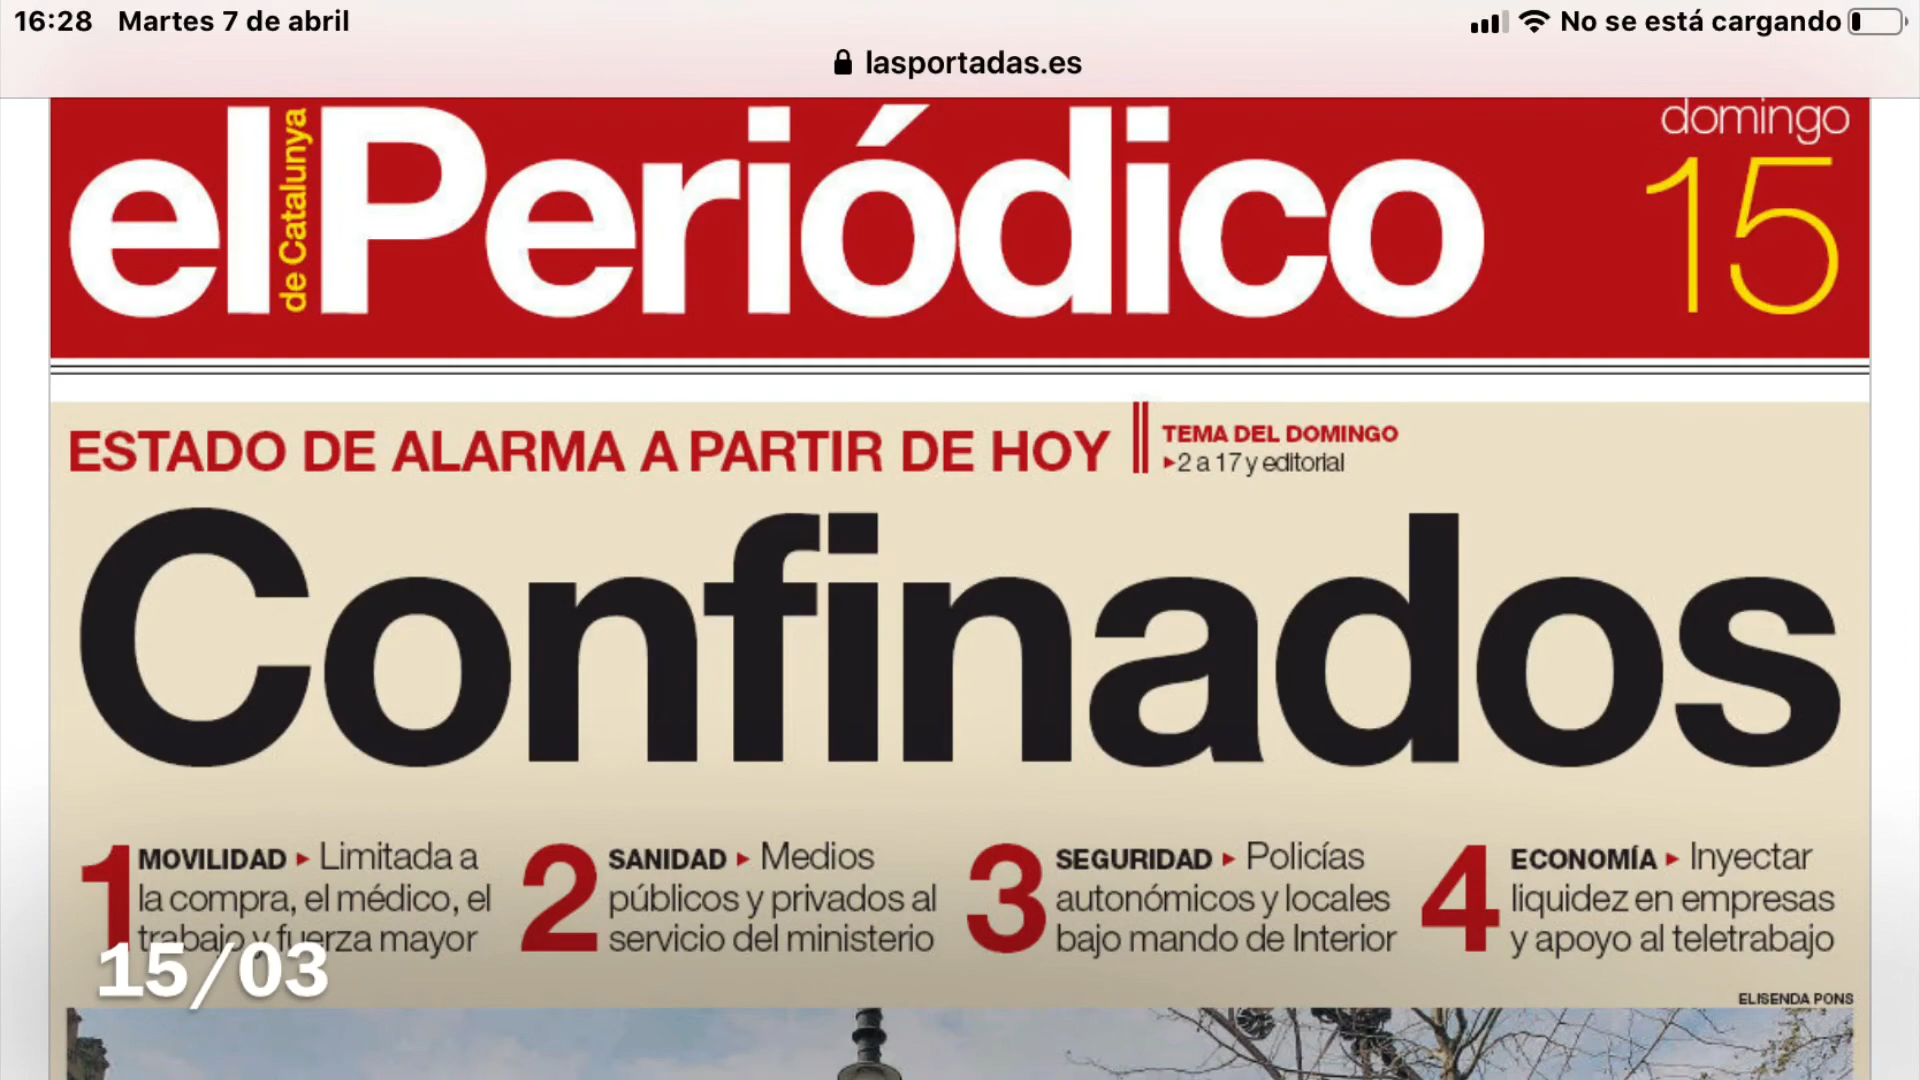 16:28 Martes 7 de abril
No se está cargando
lasportadas.es
el Periódico
de Catalunya
domingo
15
ESTADO DE ALARMA A PARTIR DE HOY
TEMA DEL DOMINGO
▸2 a 17 y editorial
Confinados
1 MOVILIDAD ▸ Limitada a
la compra, el médico, el
trabajo y fuerza mayor
2 SANIDAD ▸ Medios
públicos y privados al
servicio del ministerio
3 SEGURIDAD ▸ Policías
autonómicos y locales
bajo mando de Interior
4 ECONOMÍA ▸ Inyectar
liquidez en empresas
y apoyo al teletrabajo
15/03
ELISENDA PONS